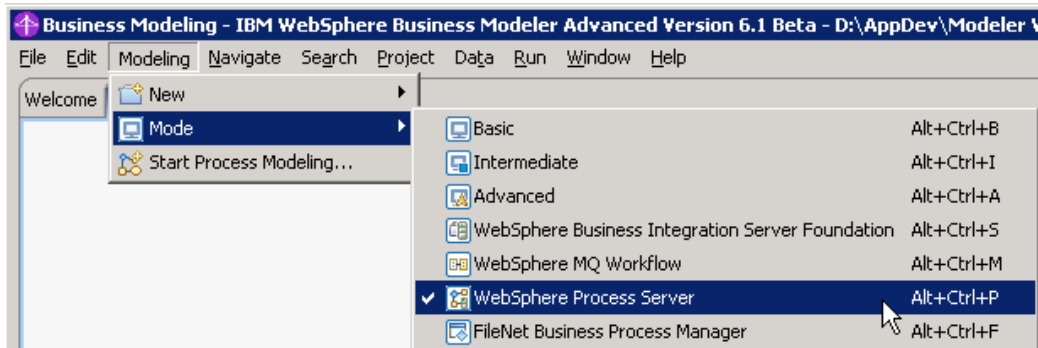 Business Modeling - IBM WebSphere Business Modeler Advanced Version 6.1 Beta - D:\AppDev\Modeler
File Edit Modeling Navigate Search Project Data Run Window Help
Welcome
New
Mode
Start Process Modeling...
Basic Alt+Ctrl+B
Intermediate Alt+Ctrl+I
Advanced Alt+Ctrl+A
WebSphere Business Integration Server Foundation Alt+Ctrl+S
WebSphere MQ Workflow Alt+Ctrl+M
WebSphere Process Server Alt+Ctrl+P
FileNet Business Process Manager Alt+Ctrl+F